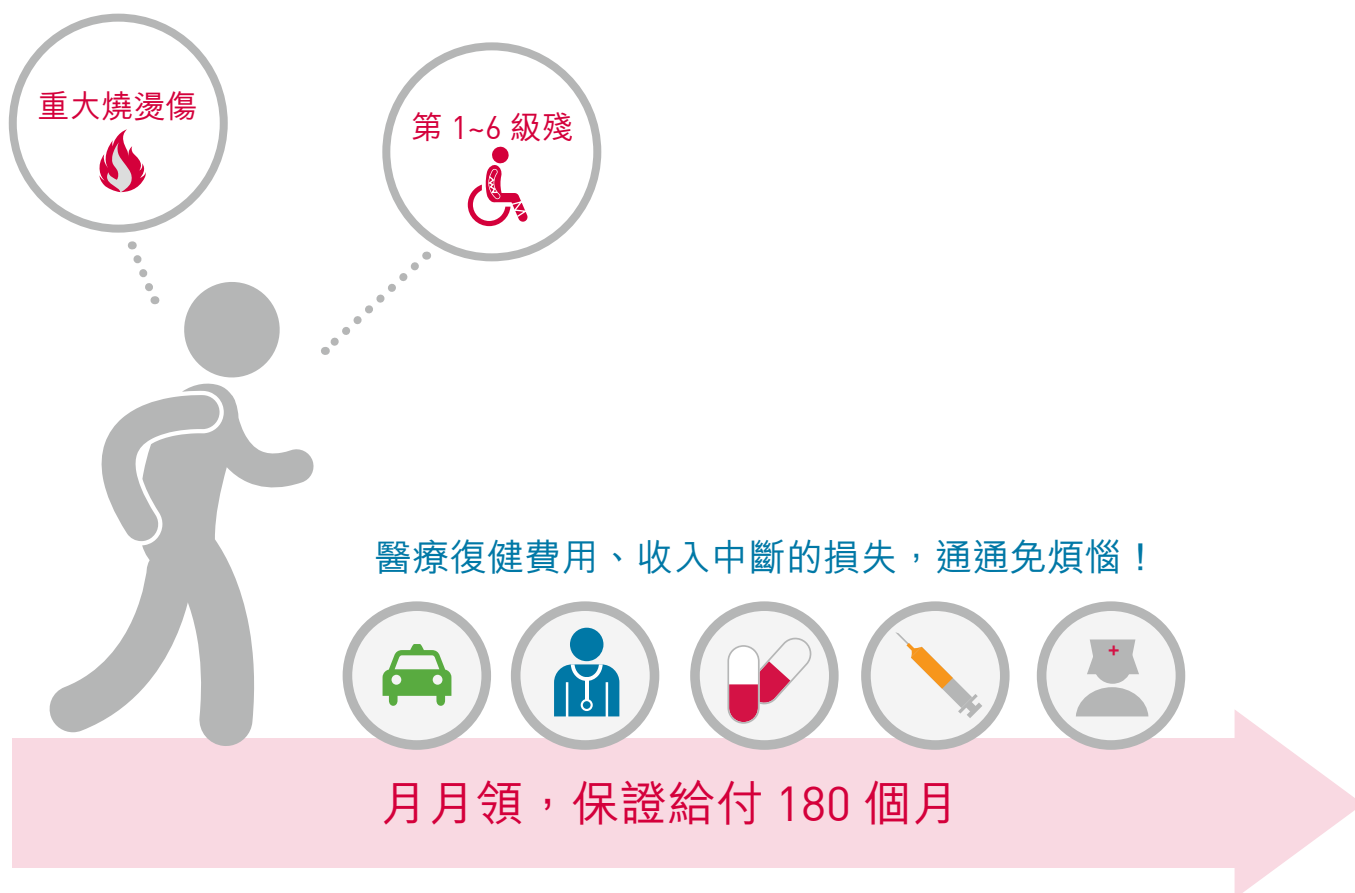 重大燒燙傷
第 1~6 級殘
醫療復健費用、收入中斷的損失，通通免煩惱！
月月領，保證給付 180 個月